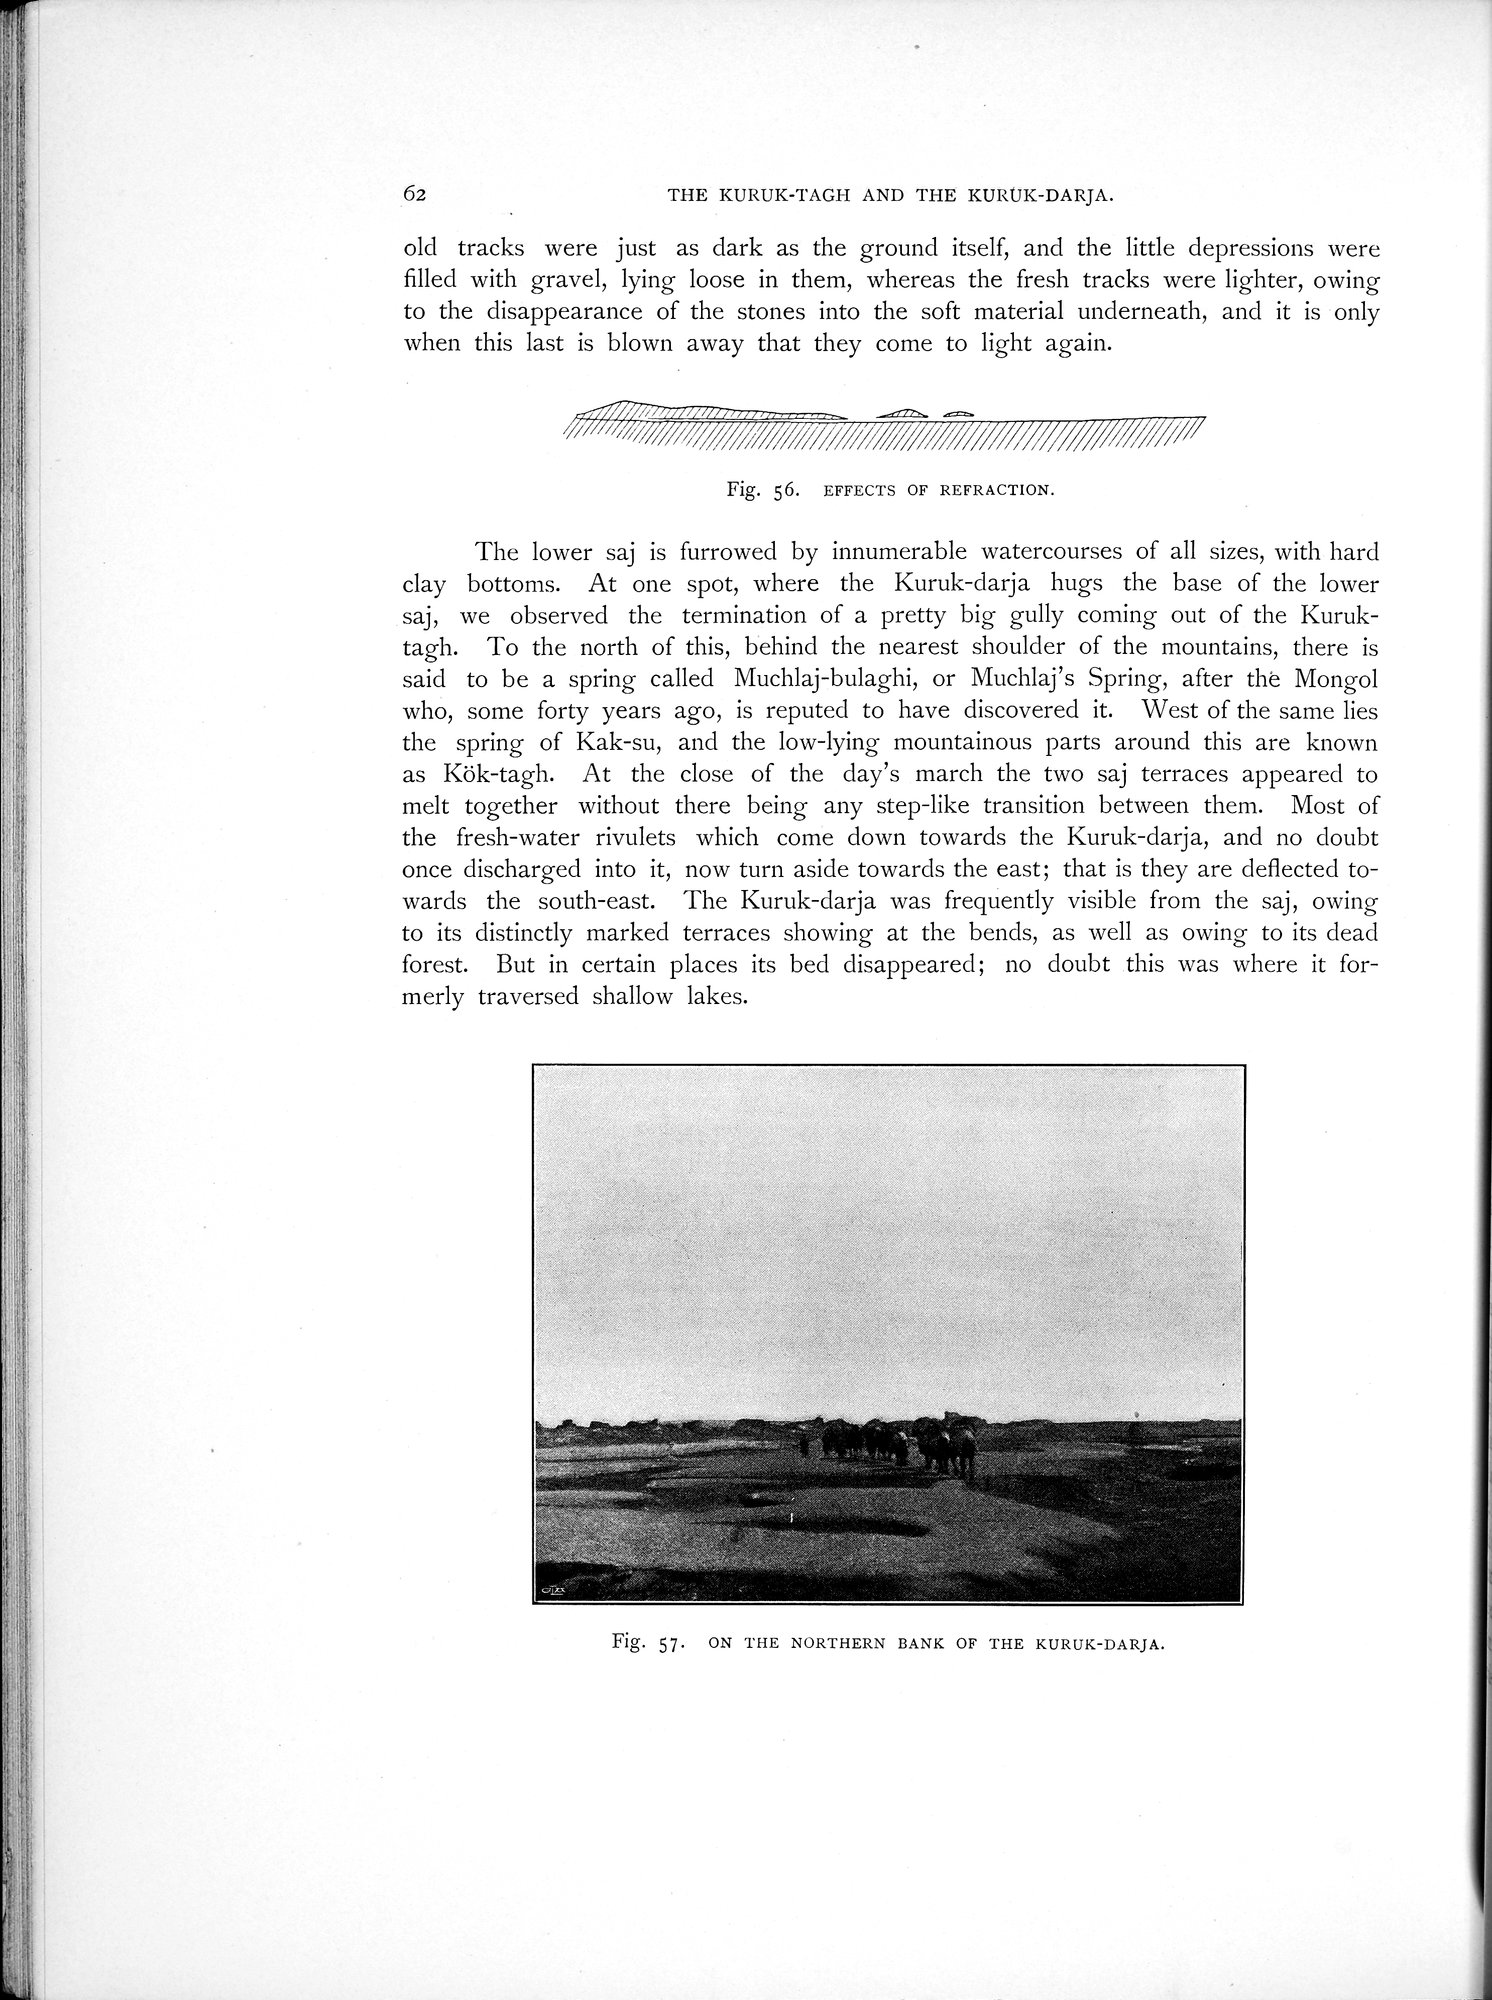 62 THE KURUK-TAGH AND THE KURUK-DARJA.
old tracks were just as dark as the ground itself, and the little depressions were
filled with gravel, lying loose in them, whereas the fresh tracks were lighter, owing
to the disappearance of the stones into the soft material underneath, and it is only
when this last is blown away that they come to light again.
Fig. 56. EFFECTS OF REFRACTION.
The lower saj is furrowed by innumerable watercourses of all sizes, with hard
clay bottoms. At one spot, where the Kuruk-darja hugs the base of the lower
saj, we observed the termination of a pretty big gully coming out of the Kuruk-
tagh. To the north of this, behind the nearest shoulder of the mountains, there is
said to be a spring called Muchlaj-bulaghi, or Muchlaj's Spring, after the Mongol
who, some forty years ago, is reputed to have discovered it. West of the same lies
the spring of Kak-su, and the low-lying mountainous parts around this are known
as Kök-tagh. At the close of the day's march the two saj terraces appeared to
melt together without there being any step-like transition between them. Most of
the fresh-water rivulets which come down towards the Kuruk-darja, and no doubt
once discharged into it, now turn aside towards the east; that is they are deflected to-
wards the south-east. The Kuruk-darja was frequently visible from the saj, owing
to its distinctly marked terraces showing at the bends, as well as owing to its dead
forest. But in certain places its bed disappeared; no doubt this was where it for-
merly traversed shallow lakes.
Fig. 57. ON THE NORTHERN BANK OF THE KURUK-DARJA.